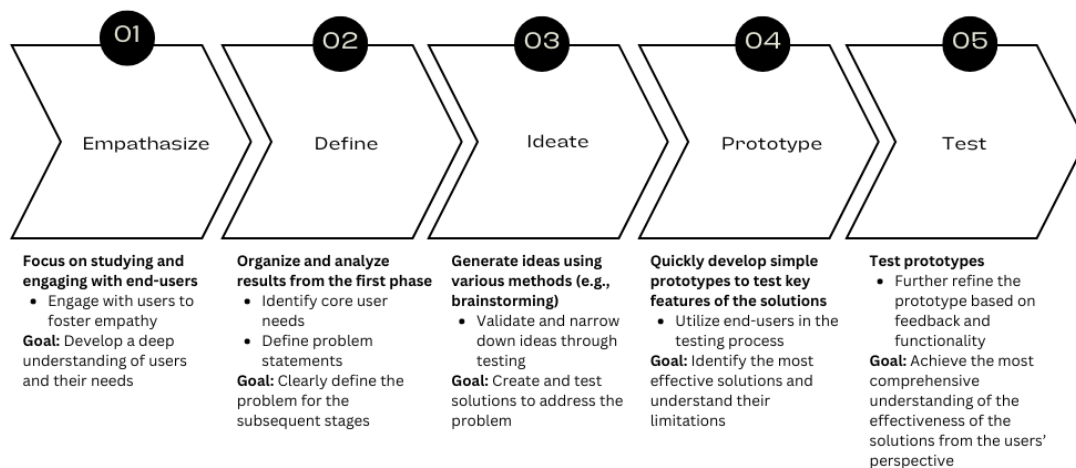 01
Empathasize
Focus on studying and
engaging with end-users
• Engage with users to
foster empathy
Goal: Develop a deep
understanding of users
and their needs
02
Define
Organize and analyze
results from the first phase
• Identify core user
needs
• Define problem
statements
Goal: Clearly define the
problem for the
subsequent stages
03
Ideate
Generate ideas using
various methods (e.g.,
brainstorming)
• Validate and narrow
down ideas through
testing
Goal: Create and test
solutions to address the
problem
04
Prototype
Quickly develop simple
prototypes to test key
features of the solutions
• Utilize end-users in the
testing process
Goal: Identify the most
effective solutions and
understand their
limitations
05
Test
Test prototypes
• Further refine the
prototype based on
feedback and
functionality
Goal: Achieve the most
comprehensive
understanding of the
effectiveness of the
solutions from the users’
perspective